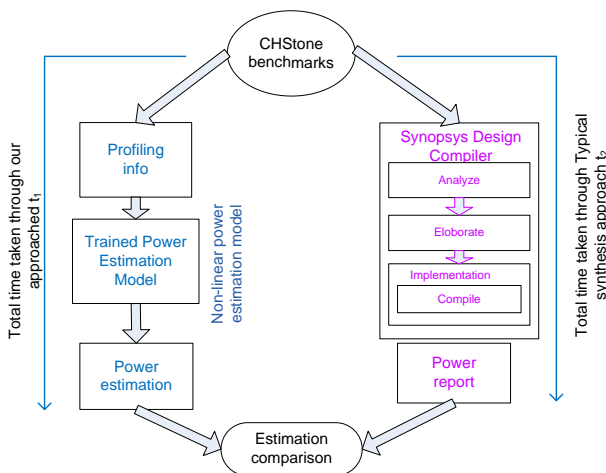 CHStone
benchmarks
Total time taken through our
approached t₁
Profiling
info
Trained Power
Estimation
Model
Non-linear power
estimation model
Power
estimation
Synopsys Design
Compiler
Analyze
Eloborate
Implementation
Compile
Power
report
Total time taken through Typical
synthesis approach t₂
Estimation
comparison